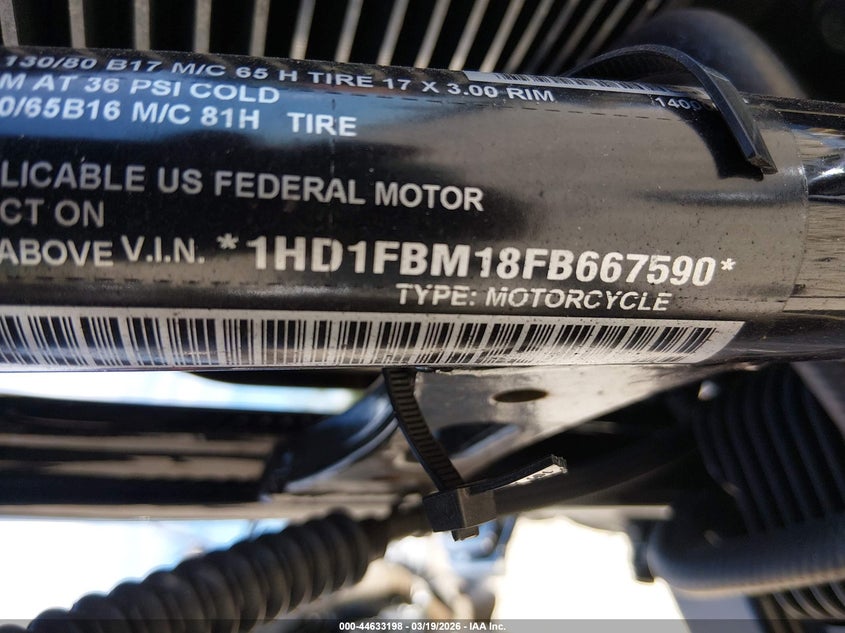 130/80 B17 M/C 65 H TIRE 17 X 3.00 RIM
M AT 36 PSI COLD
0/65B16 M/C 81H TIRE
1400
LICABLE US FEDERAL MOTOR
CT ON
ABOVE V.I.N. *1HD1FBM18FB667590*
TYPE: MOTORCYCLE
000-44633198 - 03/19/2026 - IAA Inc.